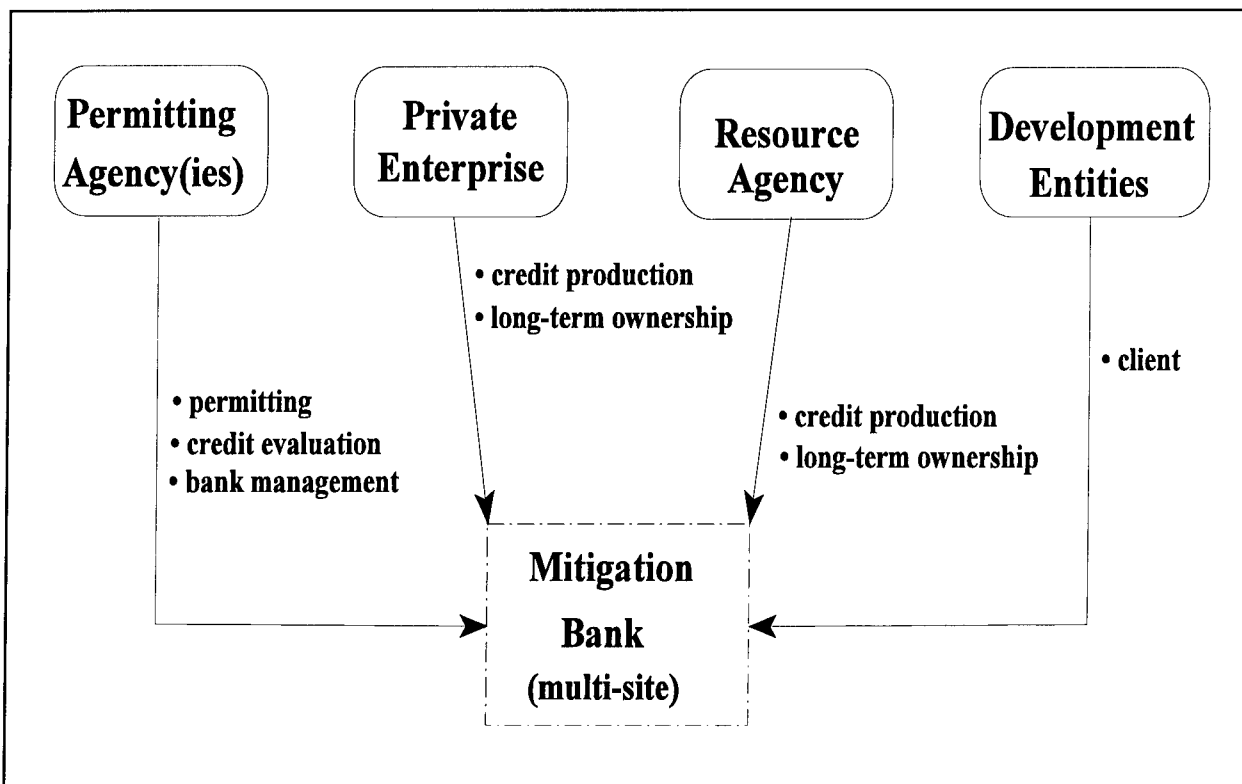 Permitting
Agency(ies)
Private
Enterprise
Resource
Agency
Development
Entities
• credit production
• long-term ownership
• client
• permitting
• credit evaluation
• bank management
• credit production
• long-term ownership
Mitigation
Bank
(multi-site)